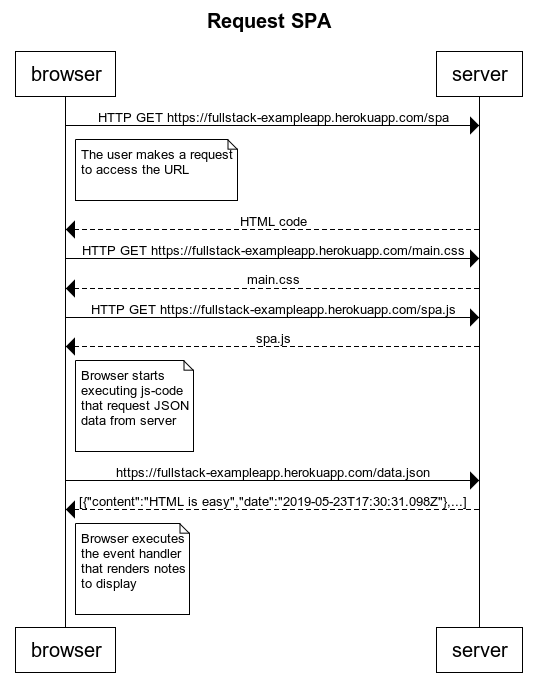 Request SPA
browser
server
HTTP GET https://fullstack-exampleapp.herokuapp.com/spa
The user makes a request
to access the URL
HTML code
HTTP GET https://fullstack-exampleapp.herokuapp.com/main.css
main.css
HTTP GET https://fullstack-exampleapp.herokuapp.com/spa.js
spa.js
Browser starts
executing js-code
that request JSON
data from server
https://fullstack-exampleapp.herokuapp.com/data.json
[{"content":"HTML is easy","date":"2019-05-23T17:30:31.098Z"},...]
Browser executes
the event handler
that renders notes
to display
browser
server